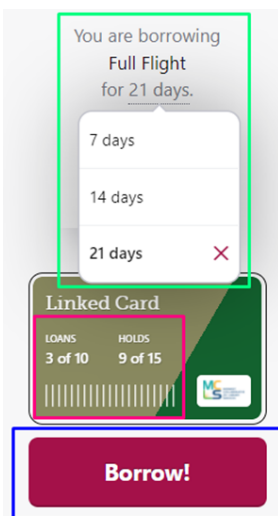 You are borrowing
Full Flight
for 21 days.
7 days
14 days
21 days
Linked Card
LOANS HOLDS
3 of 10 9 of 15
MCLS
Borrow!